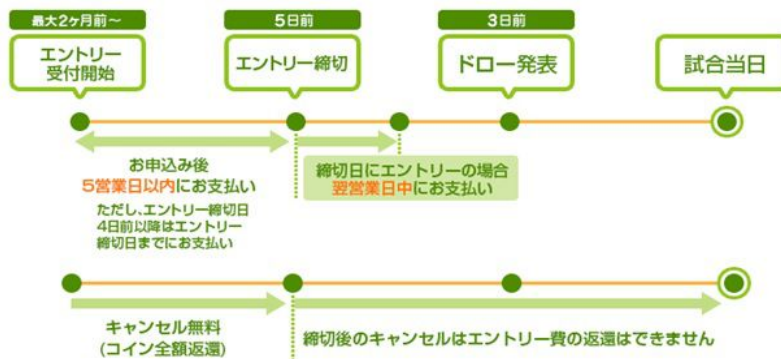 最大2ヶ月前～
5日前
3日前
エントリー
受付開始
エントリー締切
ドロー発表
試合当日
お申込み後
5営業日以内にお支払い
ただし、エントリー締切日
4日前以降はエントリー
締切日までにお支払い
締切日にエントリーの場合
翌営業日中にお支払い
キャンセル無料
(コイン全額返還)
締切後のキャンセルはエントリー費の返還はできません